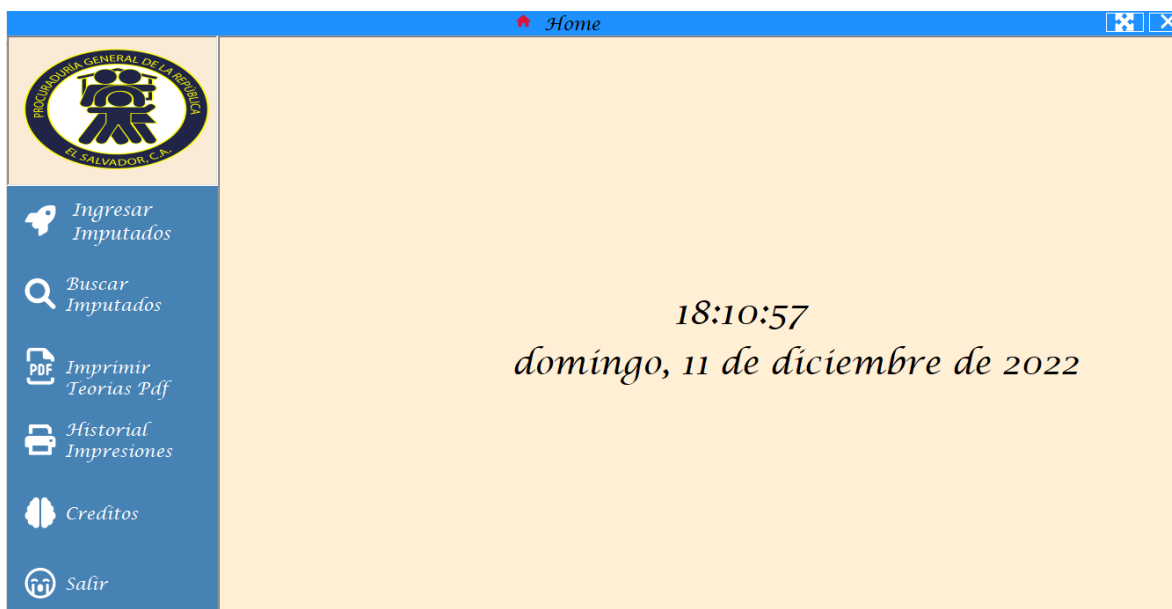 Home
PROCURADURÍA GENERAL DE LA REPÚBLICA
EL SALVADOR, C.A.
Ingresar
Imputados
Buscar
Imputados
PDF
Imprimir
Teorias Pdf
Historial
Impresiones
Creditos
Salir
18:10:57
domingo, 11 de diciembre de 2022